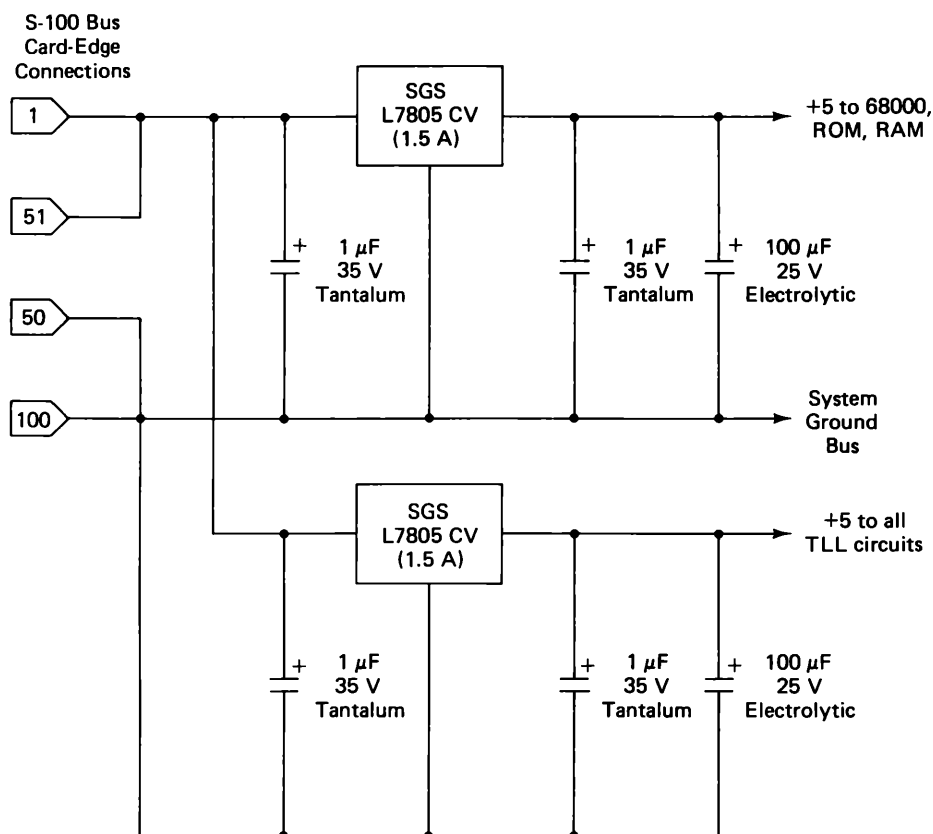 S-100 Bus
Card-Edge
Connections
1
51
50
100
SGS
L7805 CV
(1.5 A)
+5 to 68000,
ROM, RAM
+
1 μF
35 V
Tantalum
+
1 μF
35 V
Tantalum
+
100 μF
25 V
Electrolytic
System
Ground
Bus
SGS
L7805 CV
(1.5 A)
+5 to all
TLL circuits
+
1 μF
35 V
Tantalum
+
1 μF
35 V
Tantalum
+
100 μF
25 V
Electrolytic